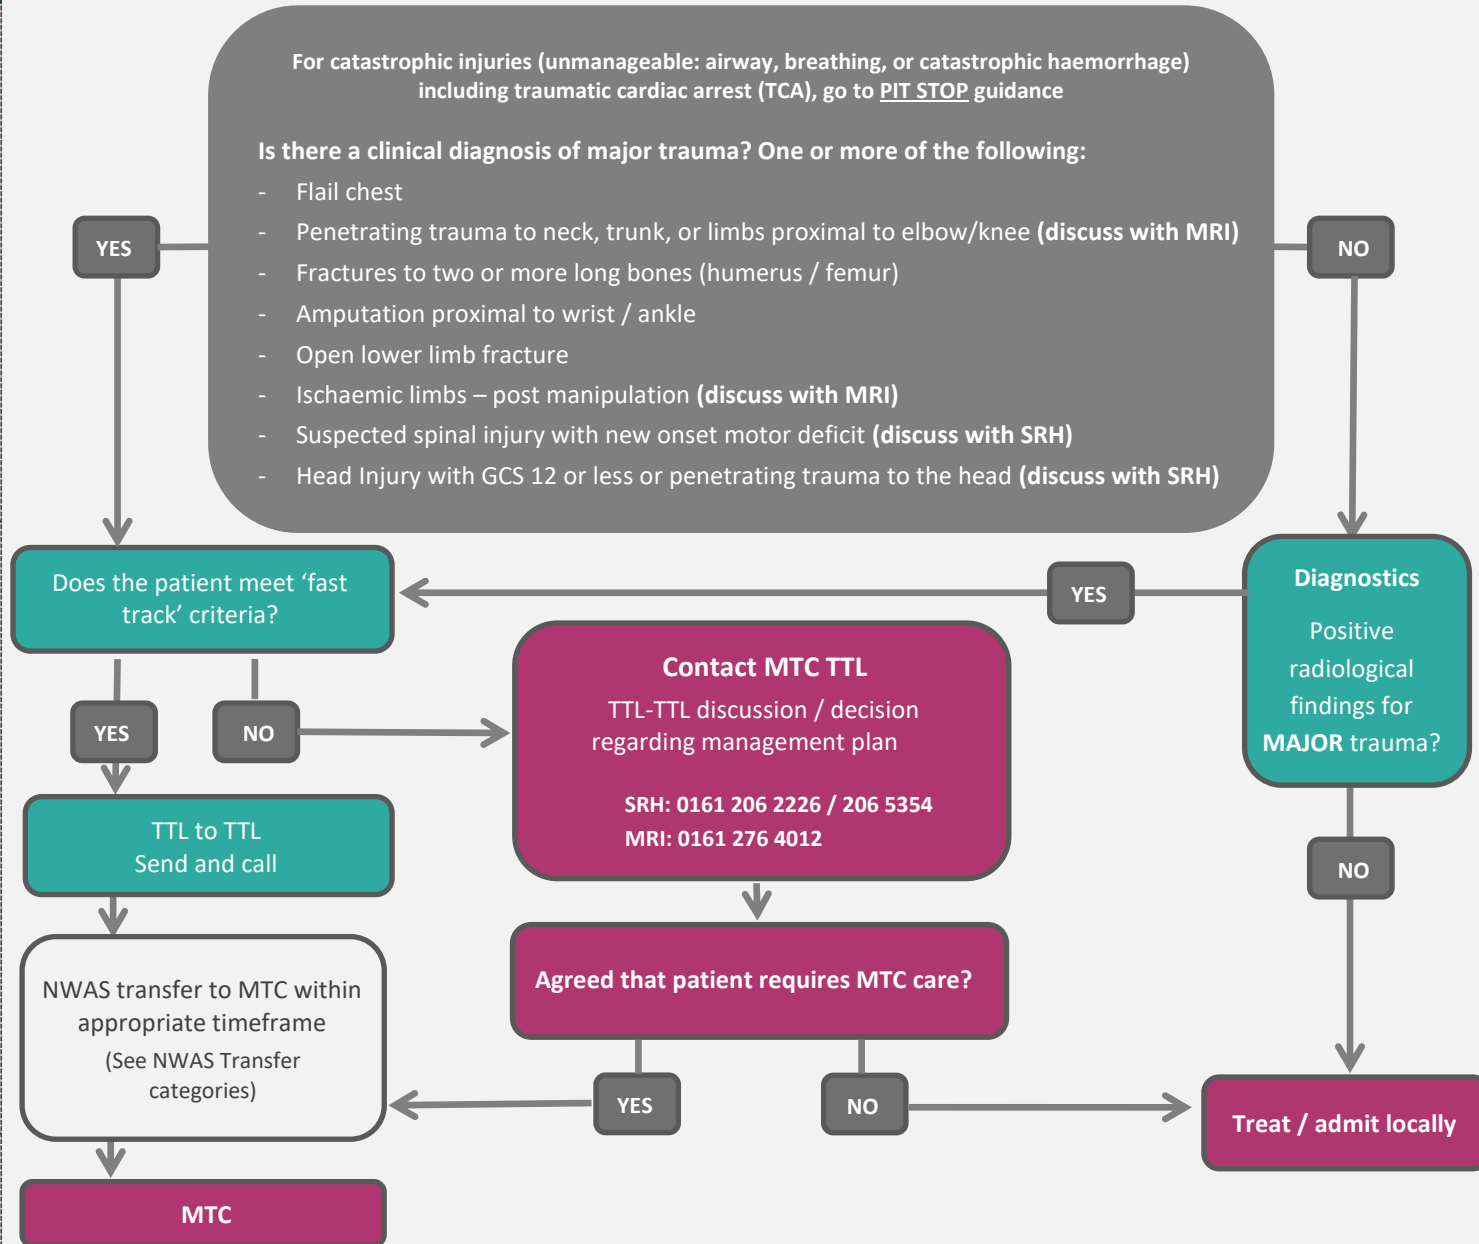 For catastrophic injuries (unmanageable: airway, breathing, or catastrophic haemorrhage)
including traumatic cardiac arrest (TCA), go to PIT STOP guidance
Is there a clinical diagnosis of major trauma? One or more of the following:
- Flail chest
- Penetrating trauma to neck, trunk, or limbs proximal to elbow/knee (discuss with MRI)
- Fractures to two or more long bones (humerus / femur)
- Amputation proximal to wrist / ankle
- Open lower limb fracture
- Ischaemic limbs – post manipulation (discuss with MRI)
- Suspected spinal injury with new onset motor deficit (discuss with SRH)
- Head Injury with GCS 12 or less or penetrating trauma to the head (discuss with SRH)
YES
NO
Does the patient meet ‘fast
track’ criteria?
YES
Diagnostics
Positive
radiological
findings for
MAJOR trauma?
YES
NO
Contact MTC TTL
TTL-TTL discussion / decision
regarding management plan
SRH: 0161 206 2226 / 206 5354
MRI: 0161 276 4012
TTL to TTL
Send and call
NO
NWAS transfer to MTC within
appropriate timeframe
(See NWAS Transfer
categories)
Agreed that patient requires MTC care?
YES
NO
Treat / admit locally
MTC